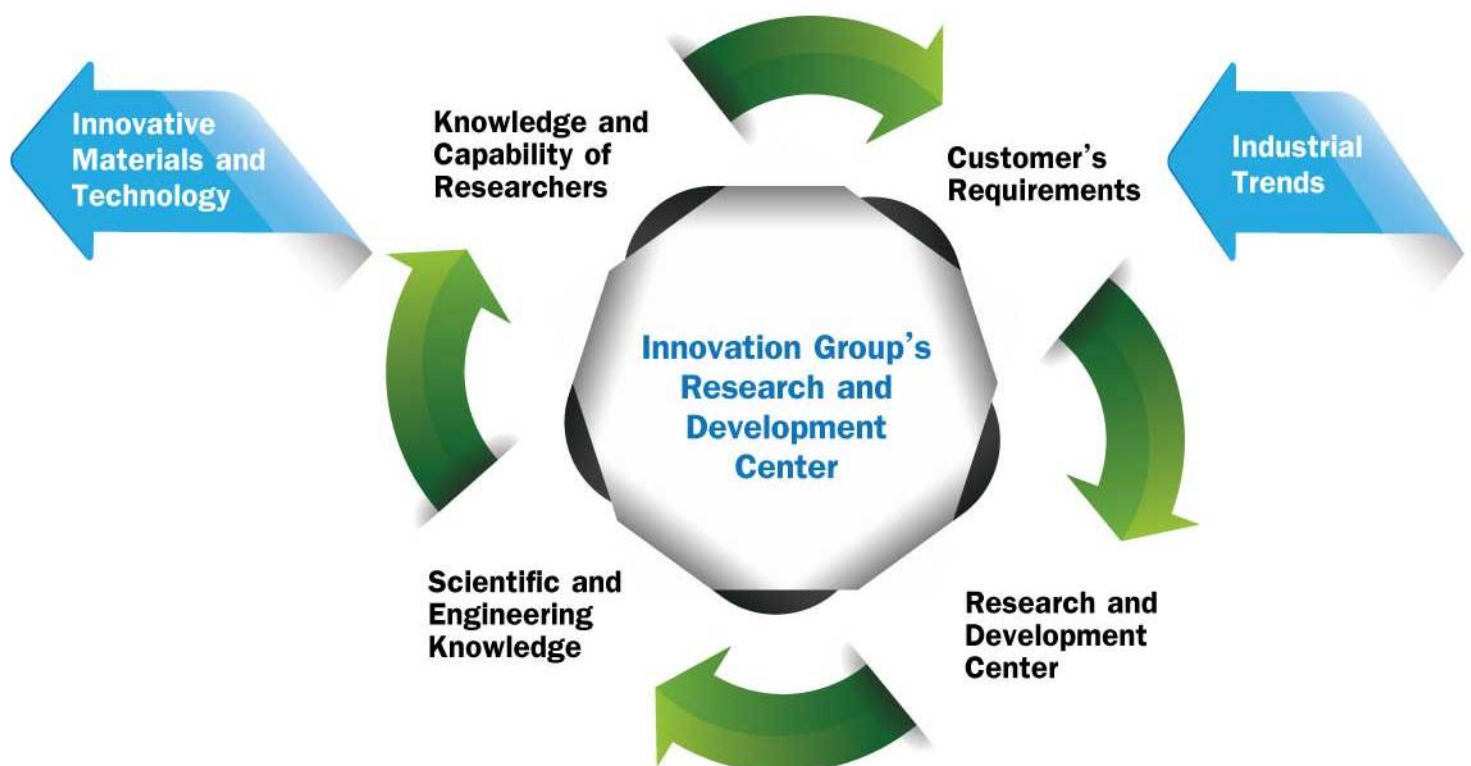 Innovative
Materials and
Technology
Knowledge and
Capability of
Researchers
Customer’s
Requirements
Industrial
Trends
Innovation Group’s
Research and
Development
Center
Scientific and
Engineering
Knowledge
Research and
Development
Center